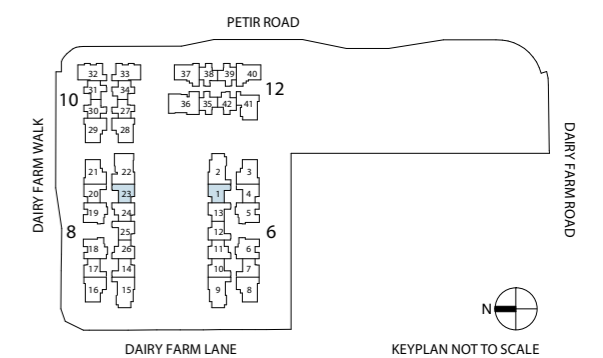 PETIR ROAD
32 33 37 38 39 40
10 31 34 12
36 35 42 41
30 27
29 28
DAIRY FARM WALK
DAIRY FARM ROAD
21 22 2 3
20 23 1 4
19 24 13 5
8 25 12 6
18 26 11 6
17 14 10 7
16 15 9 8
N
DAIRY FARM LANE
KEYPLAN NOT TO SCALE